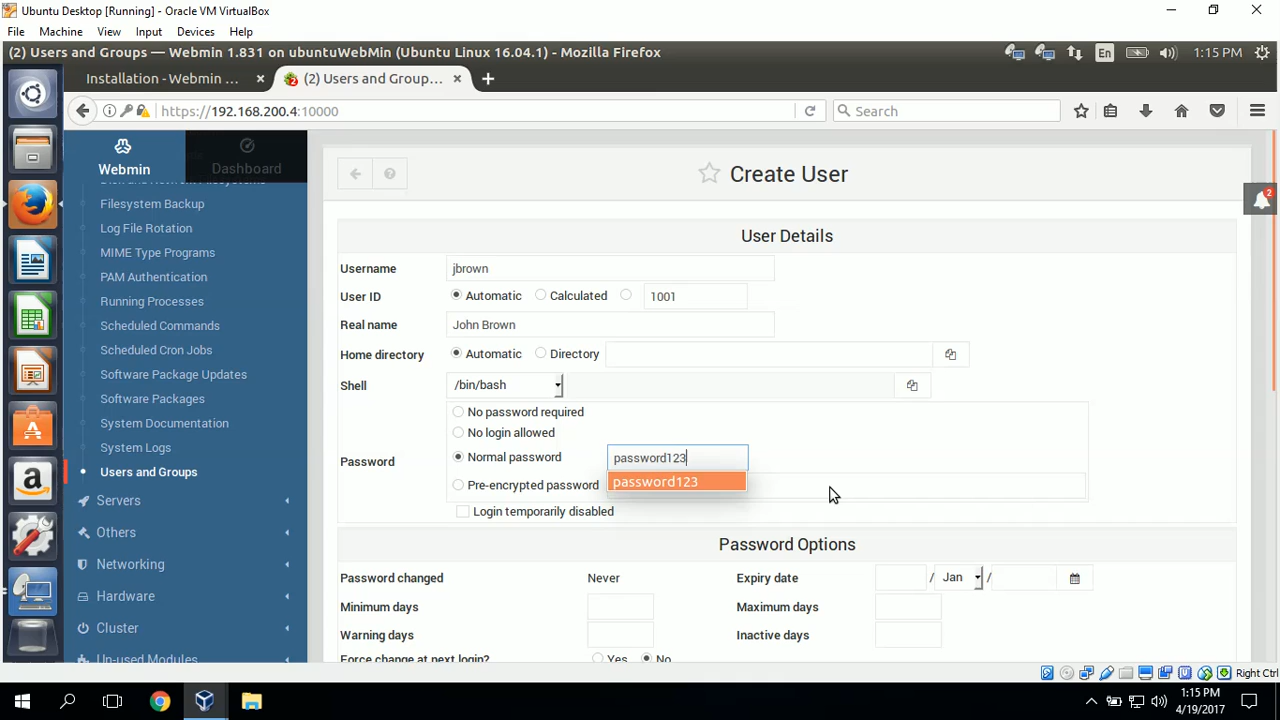 Ubuntu Desktop [Running] - Oracle VM VirtualBox
File Machine View Input Devices Help
(2) Users and Groups — Webmin 1.831 on ubuntuWebMin (Ubuntu Linux 16.04.1) - Mozilla Firefox
En
1:15 PM
Installation - Webmin ...
(2) Users and Group...
https://192.168.200.4:10000
Search
Webmin
Dashboard
Filesystem Backup
Log File Rotation
MIME Type Programs
PAM Authentication
Running Processes
Scheduled Commands
Scheduled Cron Jobs
Software Package Updates
Software Packages
System Documentation
System Logs
Users and Groups
Servers
Others
Networking
Hardware
Cluster
Un-used Modules
Create User
2
User Details
Username jbrown
User ID Automatic Calculated 1001
Real name John Brown
Home directory Automatic Directory
Shell /bin/bash
Password
No password required
No login allowed
Normal password password123
password123
Pre-encrypted password
Login temporarily disabled
Password Options
Password changed Never Expiry date / Jan /
Minimum days Maximum days
Warning days Inactive days
Force change at next login? Yes No
Right Ctrl
1:15 PM
4/19/2017